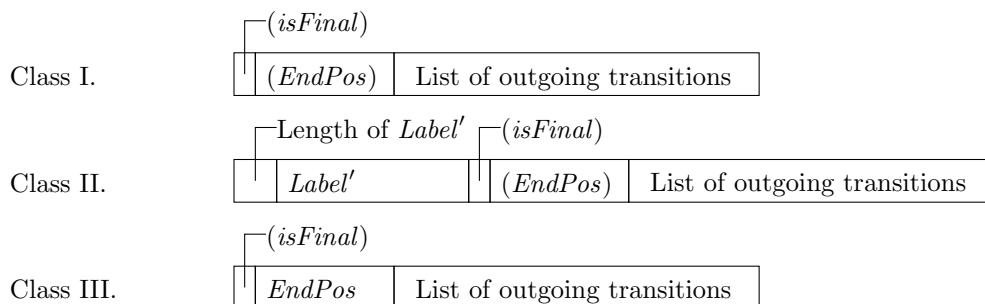 (isFinal)
Class I. (EndPos) List of outgoing transitions
Length of Label′ (isFinal)
Class II. Label′ (EndPos) List of outgoing transitions
(isFinal)
Class III. EndPos List of outgoing transitions